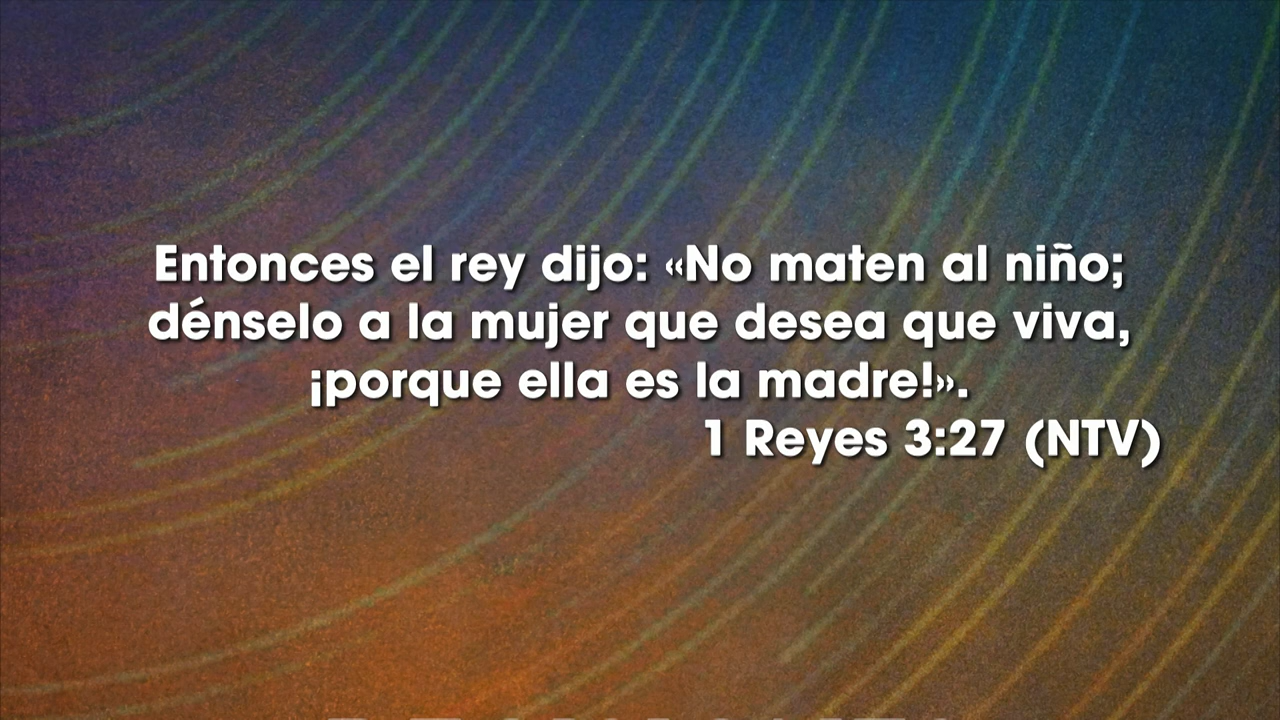 Entonces el rey dijo: «No maten al niño;
dénselo a la mujer que desea que viva,
¡porque ella es la madre!».
1 Reyes 3:27 (NTV)